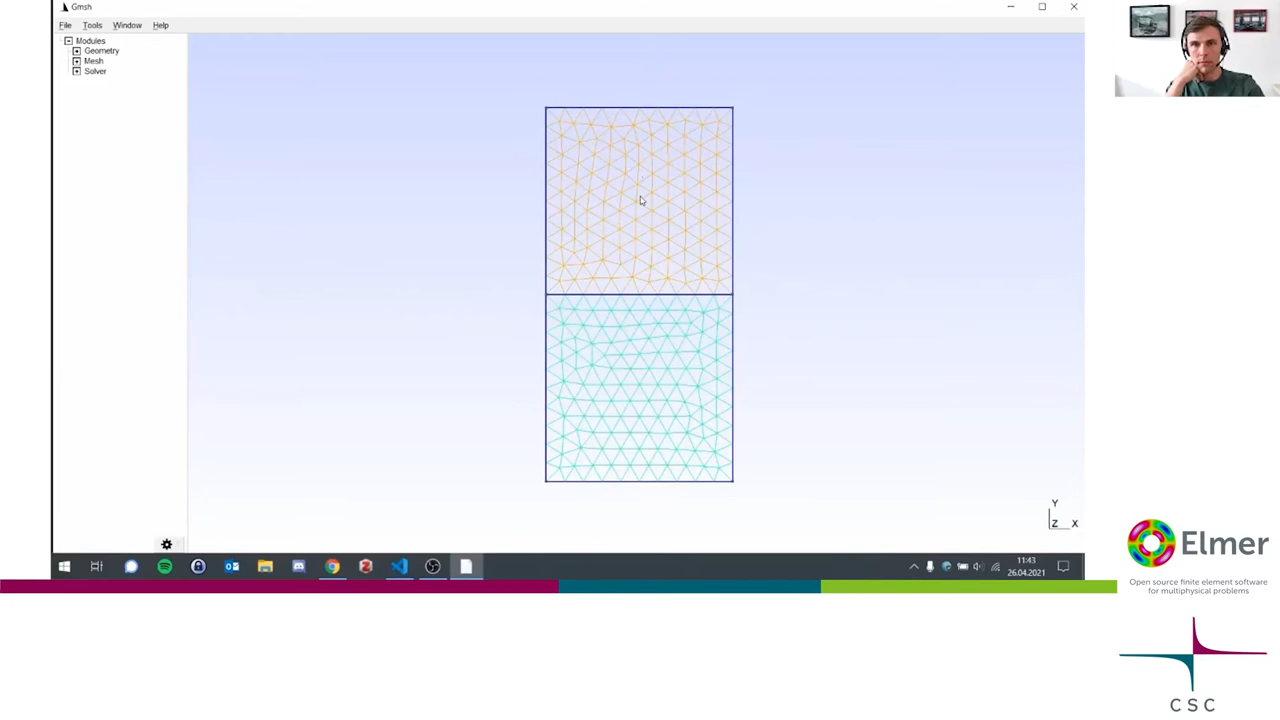 Gmsh
File Tools Window Help
Modules
Geometry
Mesh
Solver
Y
Z X
11:43
26.04.2021
Elmer
Open source finite element software
for multiphysical problems
CSC